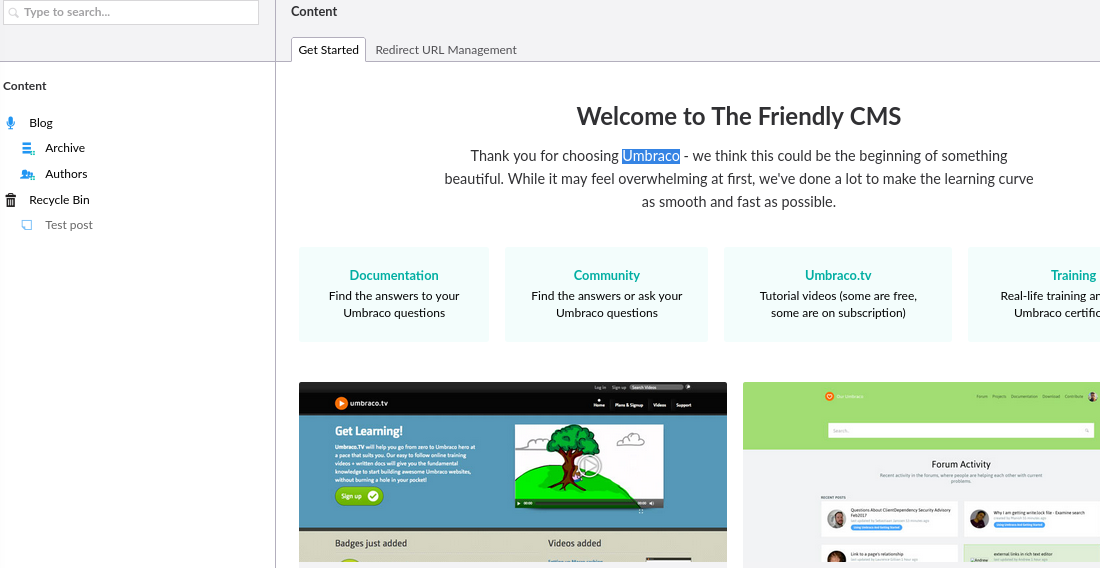 Type to search...
Content
Get Started
Redirect URL Management
Content
Blog
Archive
Authors
Recycle Bin
Test post
Welcome to The Friendly CMS
Thank you for choosing Umbraco - we think this could be the beginning of something
beautiful. While it may feel overwhelming at first, we've done a lot to make the learning curve
as smooth and fast as possible.
Documentation
Find the answers to your
Umbraco questions
Community
Find the answers or ask your
Umbraco questions
Umbraco.tv
Tutorial videos (some are free,
some are on subscription)
Training
Real-life training an
Umbraco certific
Log in Sign up Search Videos
umbraco.tv
Home Plans & Signup Videos Support
Get Learning!
Umbraco.TV will help you go from zero to Umbraco hero at
a pace that suits you. Our easy to follow online training
videos + written docs will give you the fundamental
knowledge to start building awesome Umbraco websites,
without burning a hole in your pocket!
Sign up
00:00 00:00
Badges just added
Videos added
Our Umbraco
Forum Projects Documentation Download Contribute
Search...
Forum Activity
Recent activity in the forums, where people are helping each other with current
problems.
RECENT POSTS
Questions About ClientDependency Security Advisory
Feb2017
Why I am getting write.lock file - Examine search
Link to a page's relationship
external links in rich text editor